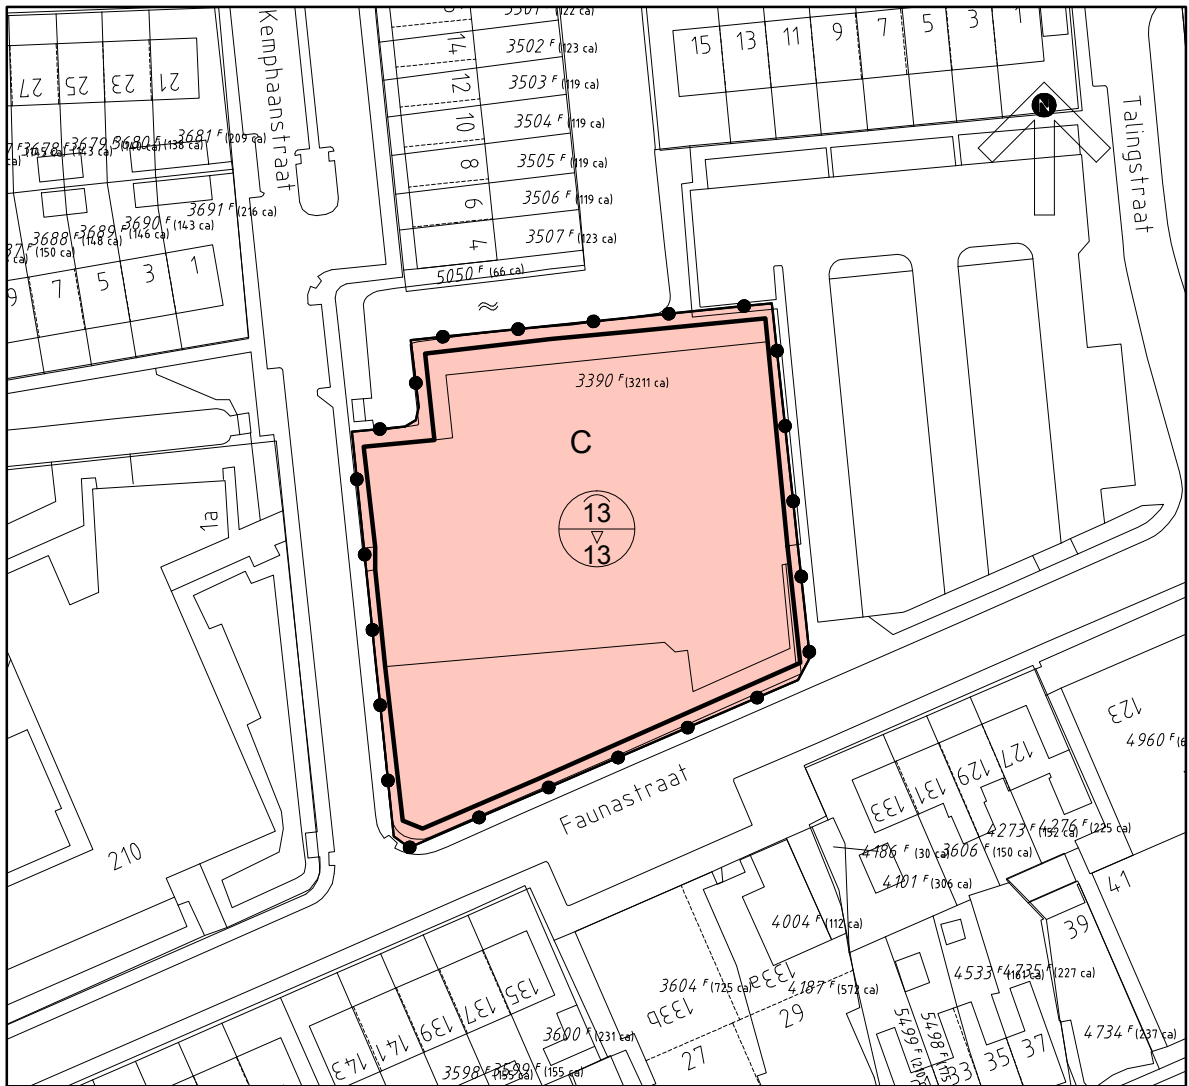 Kemphaanstraat
Talingstraat
Faunastraat
N
27
25
23
21
14
12
10
8
6
4
15
13
11
9
7
5
3
1
3502 F (123 ca)
3503 F (119 ca)
3504 F (119 ca)
3505 F (119 ca)
3506 F (119 ca)
3507 F (123 ca)
5050 F (66 ca)
3681 F (209 ca)
3691 F (216 ca)
3690 F (143 ca)
3689 F (146 ca)
3688 F (148 ca)
9
7
5
3
1
3390 F (3211 ca)
C
13
13
1a
210
123
127
129
131
133
4276 F (225 ca)
4273 F (152 ca)
3606 F (150 ca)
4186 F (30 ca)
4101 F (306 ca)
41
39
4004 F (112 ca)
133a
4187 F (572 ca)
3604 F (725 ca)
133b
29
27
4735 F (227 ca)
4734 F (237 ca)
33
35
37
135
137
139
141
143
3600 F (231 ca)